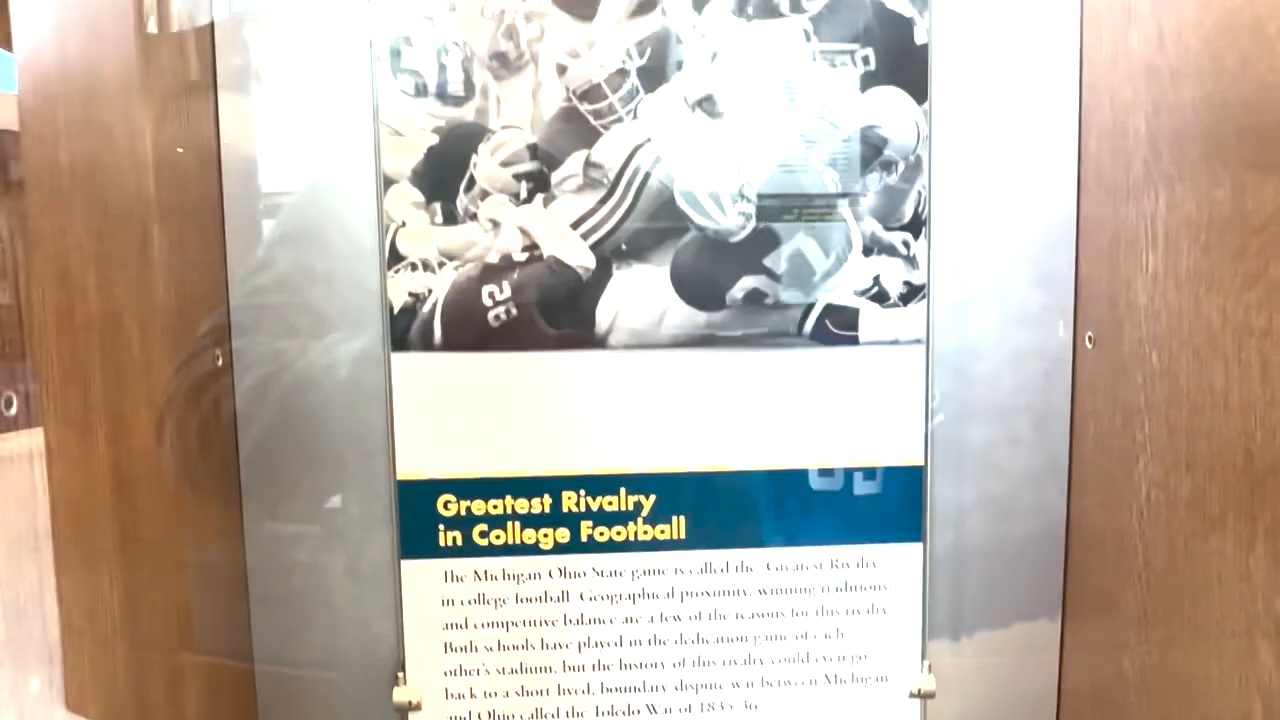 26
Greatest Rivalry
in College Football
The Michigan-Ohio State game is called the "Greatest Rivalry
in college football." Geographical proximity, winning traditions,
and competitive balance are a few of the reasons for this rivalry.
Both schools have played in the dedication game of each
other's stadium, but the history of this rivalry could even go
back to a short-lived, boundary dispute war between Michigan
and Ohio called the Toledo War of 1835-36.